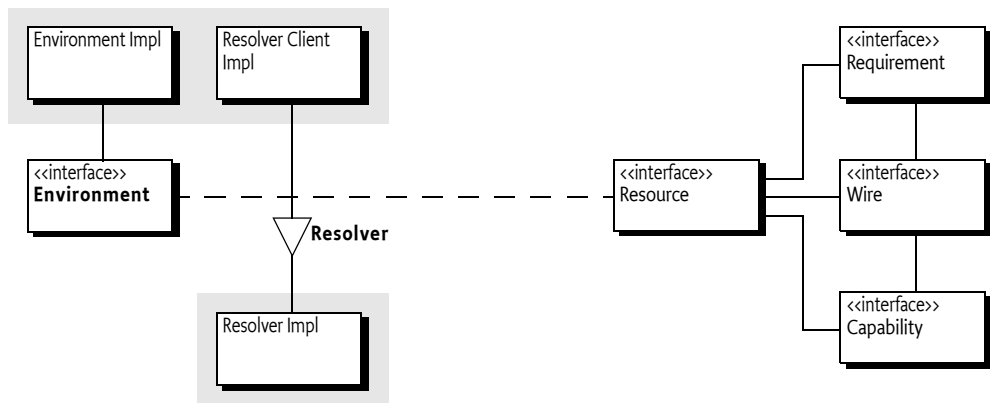 Environment Impl
Resolver Client
Impl
<<interface>>
Requirement
<<interface>>
Environment
<<interface>>
Resource
<<interface>>
Wire
Resolver
<<interface>>
Capability
Resolver Impl